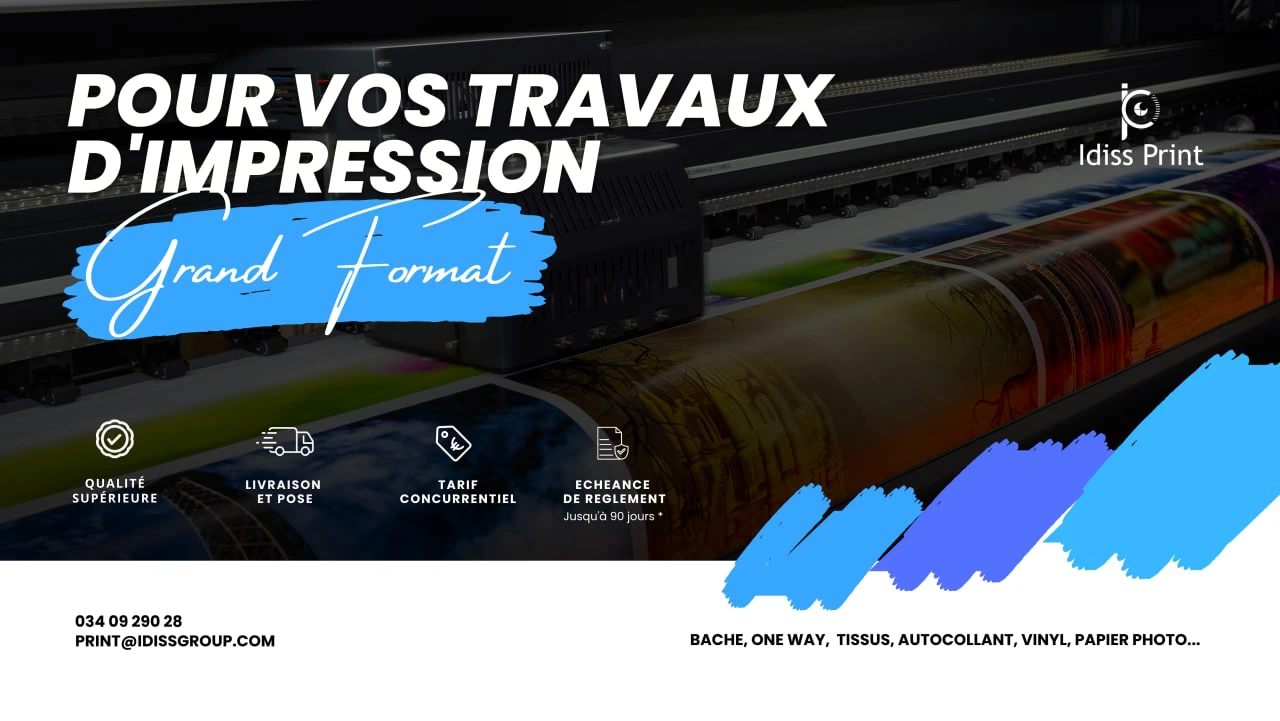 POUR VOS TRAVAUX
D'IMPRESSION
Grand Format
Idiss Print
QUALITÉ
SUPÉRIEURE
LIVRAISON
ET POSE
TARIF
CONCURRENTIEL
ECHEANCE
DE REGLEMENT
Jusqu'à 90 jours *
034 09 290 28
PRINT@IDISSGROUP.COM
BACHE, ONE WAY, TISSUS, AUTOCOLLANT, VINYL, PAPIER PHOTO...